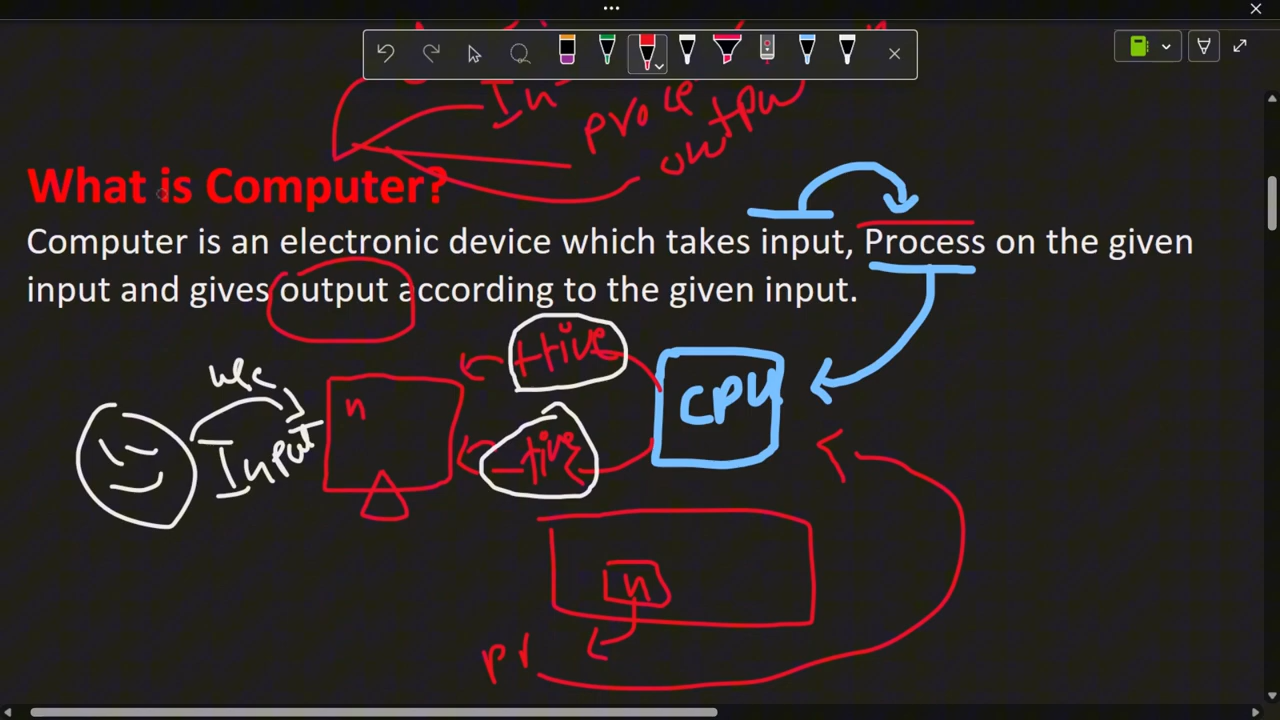 In
proce
outpu
What is Computer?
Computer is an electronic device which takes input, Process on the given
input and gives output according to the given input.
+tive
CPU
n
Input
-tive
n
pr